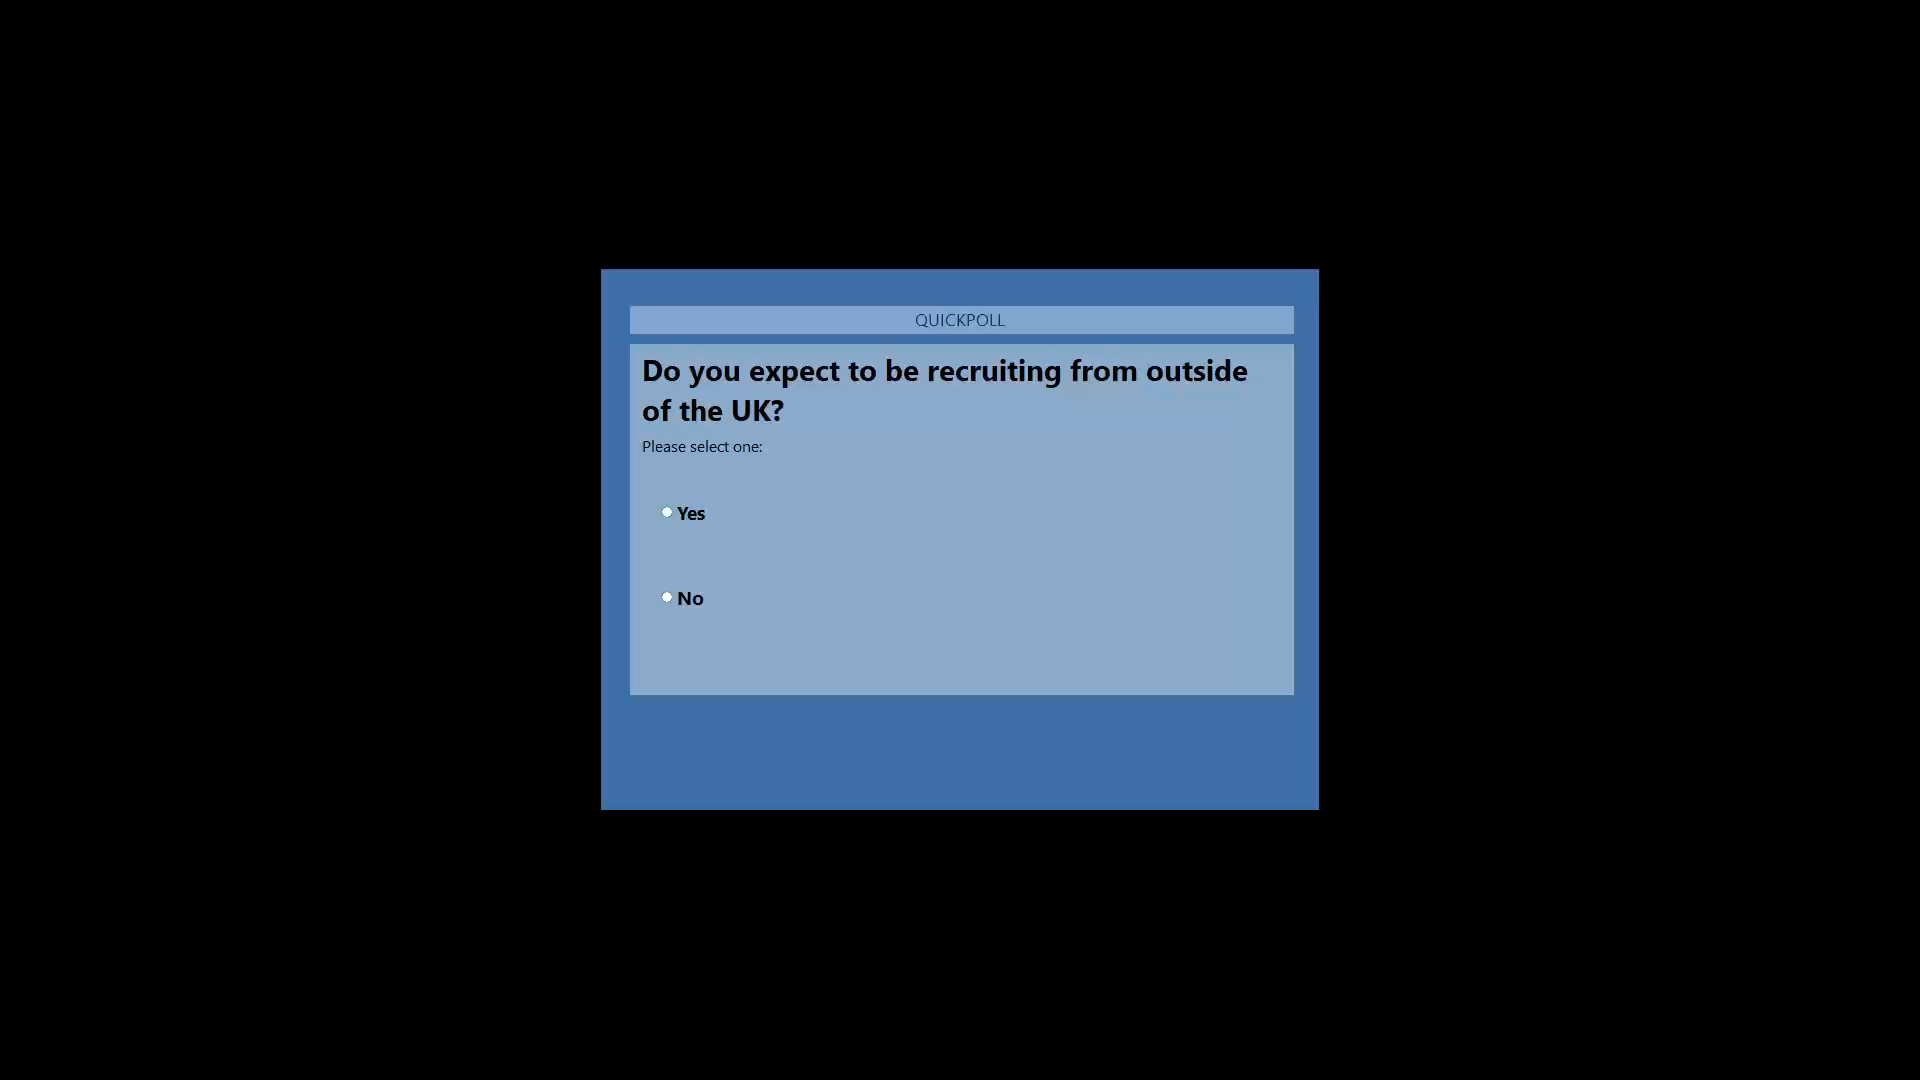 QUICKPOLL
Do you expect to be recruiting from outside
of the UK?
Please select one:
Yes
No